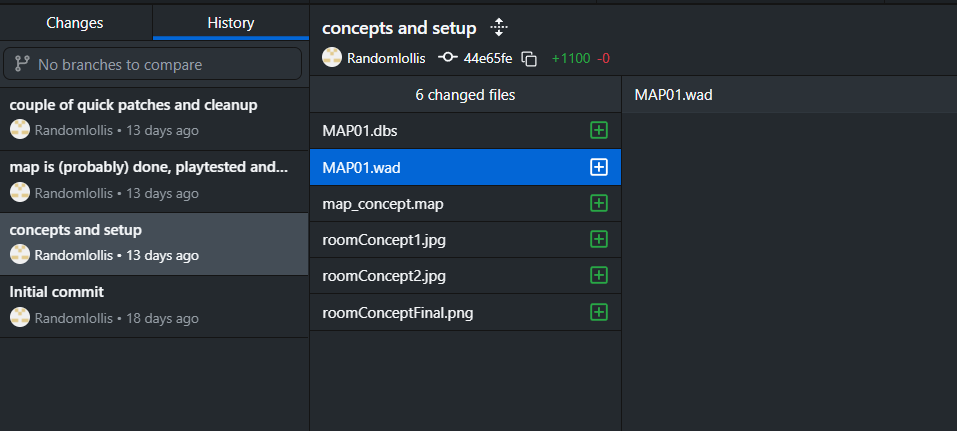 Changes
History
No branches to compare
couple of quick patches and cleanup
Randomlollis • 13 days ago
map is (probably) done, playtested and...
Randomlollis • 13 days ago
concepts and setup
Randomlollis • 13 days ago
Initial commit
Randomlollis • 18 days ago
concepts and setup
Randomlollis 44e65fe +1100 -0
6 changed files
MAP01.dbs
MAP01.wad
map_concept.map
roomConcept1.jpg
roomConcept2.jpg
roomConceptFinal.png
MAP01.wad